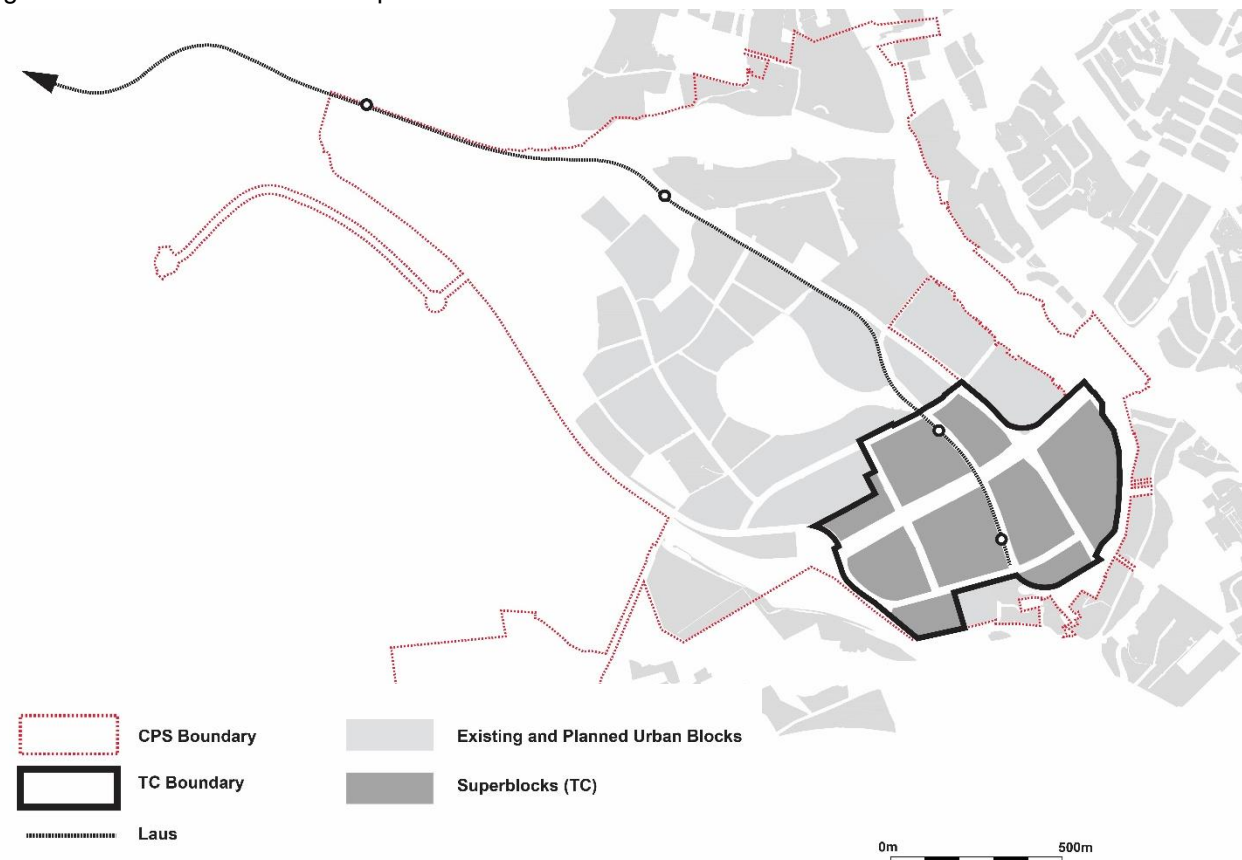 CPS Boundary
Existing and Planned Urban Blocks
TC Boundary
Superblocks (TC)
Laus
0m 500m